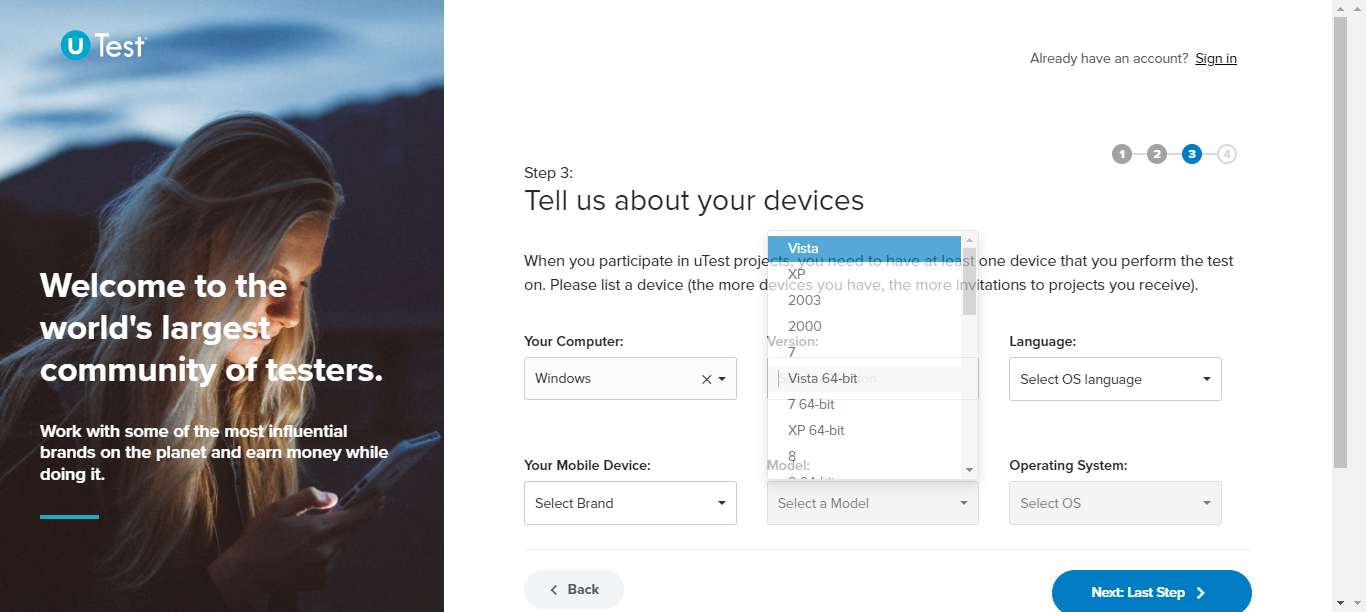 uTest
Already have an account? Sign in
1 2 3 4
Step 3:
Tell us about your devices
When you participate in uTest projects, you need to have at least one device that you perform the test
on. Please list a device (the more devices you have, the more invitations to projects you receive).
Welcome to the
world's largest
community of testers.
Work with some of the most influential
brands on the planet and earn money while
doing it.
Your Computer:
Windows
Version:
Vista
XP
2003
2000
7
Vista 64-bit
7 64-bit
XP 64-bit
8
Language:
Select OS language
Your Mobile Device:
Select Brand
Model:
Select a Model
Operating System:
Select OS
Back
Next: Last Step